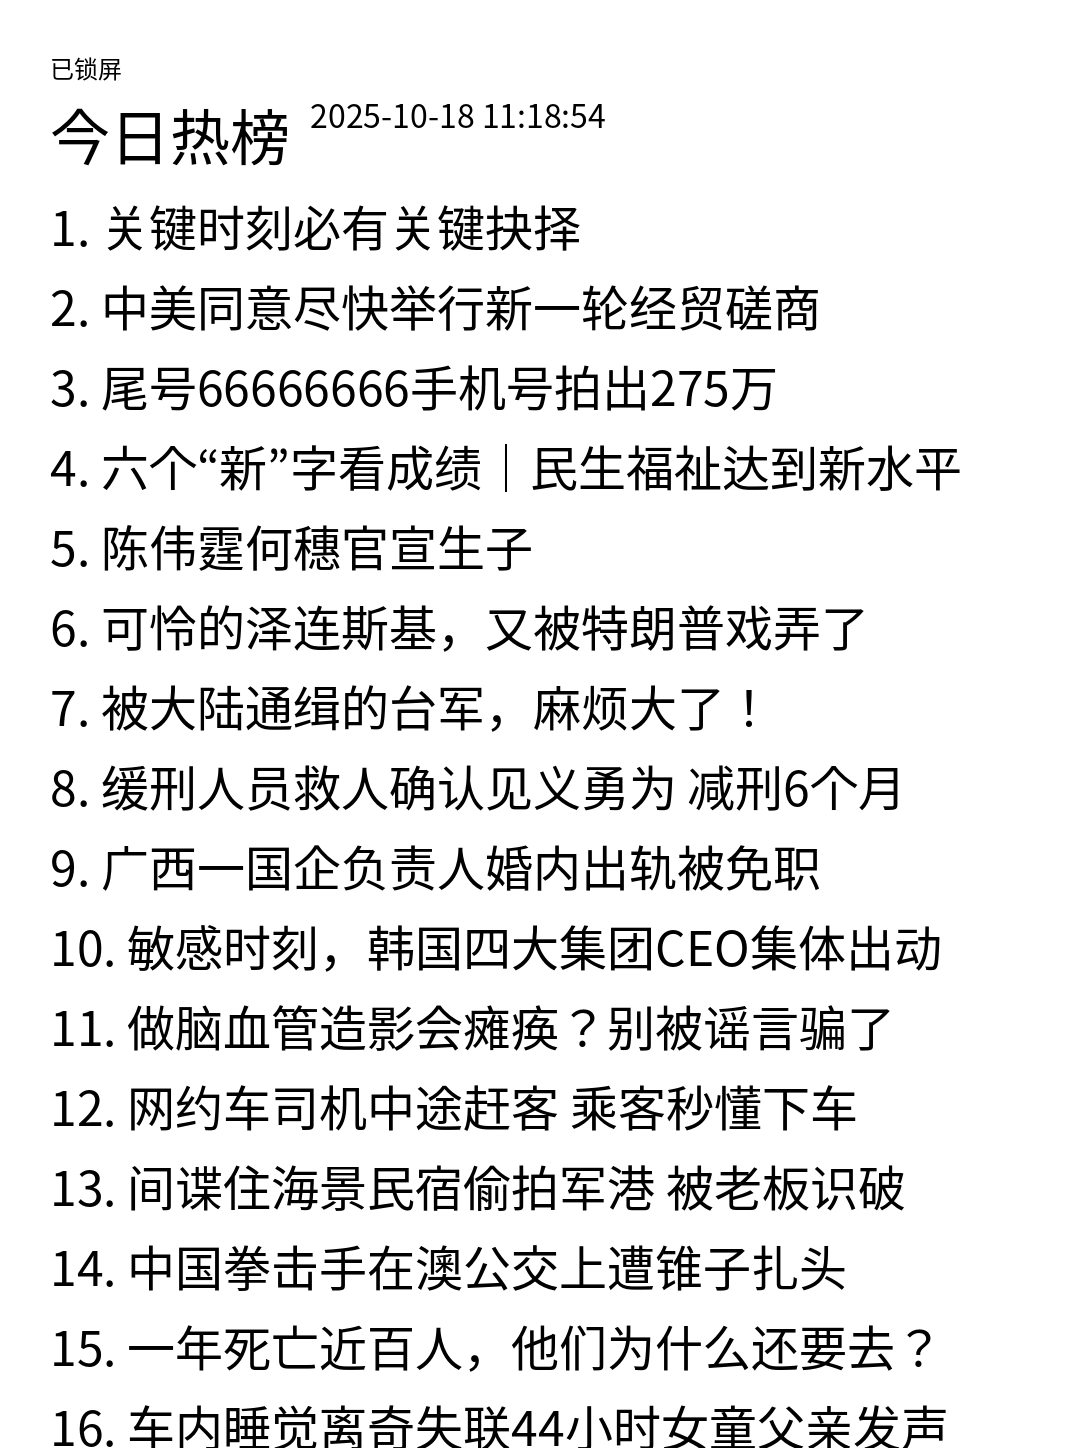 已锁屏
今日热榜 2025-10-18 11:18:54
1. 关键时刻必有关键抉择
2. 中美同意尽快举行新一轮经贸磋商
3. 尾号66666666手机号拍出275万
4. 六个“新”字看成绩｜民生福祉达到新水平
5. 陈伟霆何穗官宣生子
6. 可怜的泽连斯基，又被特朗普戏弄了
7. 被大陆通缉的台军，麻烦大了！
8. 缓刑人员救人确认见义勇为 减刑6个月
9. 广西一国企负责人婚内出轨被免职
10. 敏感时刻，韩国四大集团CEO集体出动
11. 做脑血管造影会瘫痪？别被谣言骗了
12. 网约车司机中途赶客 乘客秒懂下车
13. 间谍住海景民宿偷拍军港 被老板识破
14. 中国拳击手在澳公交上遭锥子扎头
15. 一年死亡近百人，他们为什么还要去？
16. 车内睡觉离奇失联44小时女童父亲发声